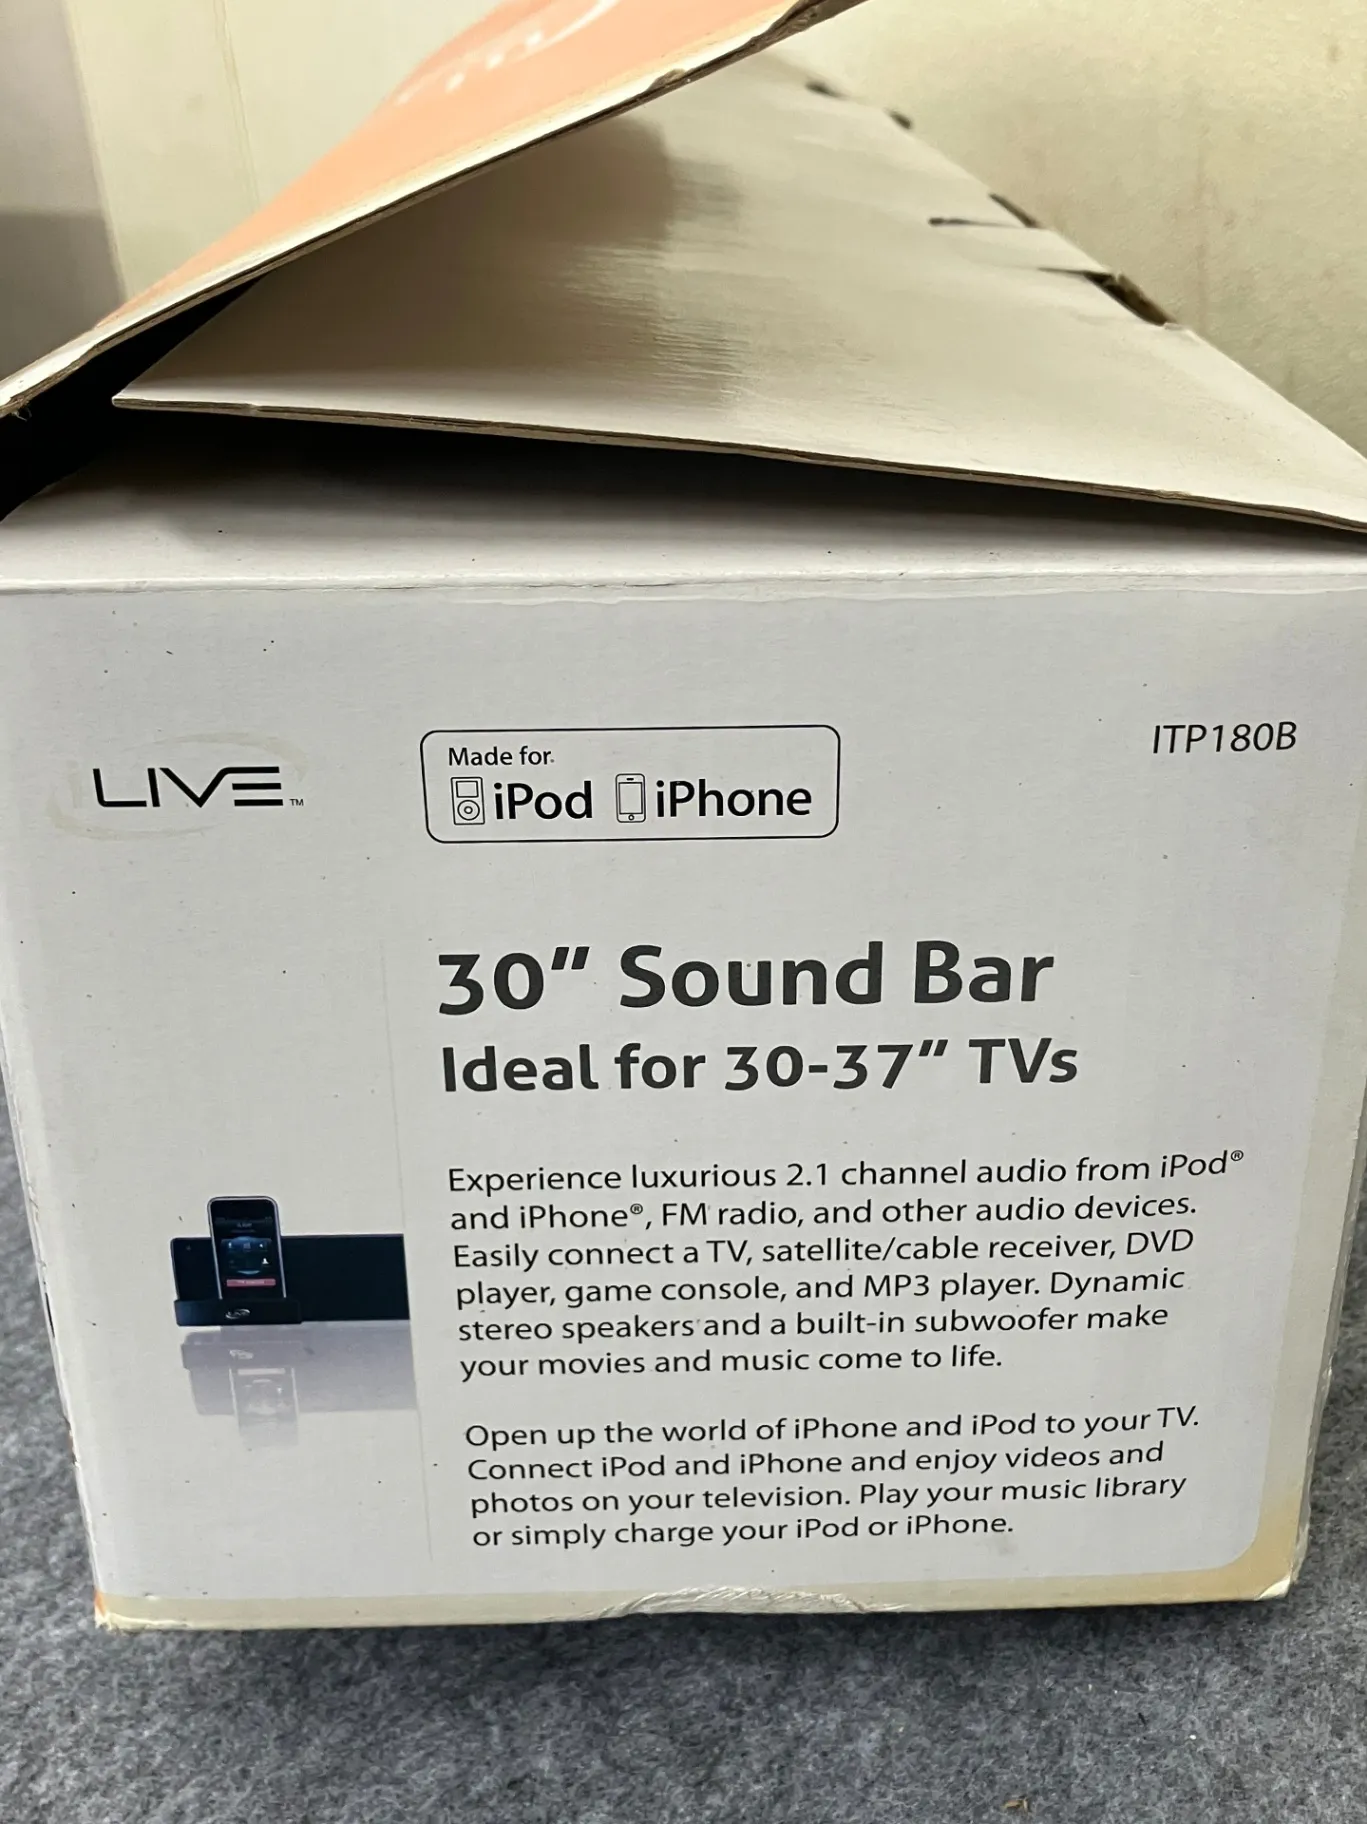 LIVE™
Made for
iPod iPhone
ITP180B
30" Sound Bar
Ideal for 30-37" TVs
Experience luxurious 2.1 channel audio from iPod®
and iPhone®, FM radio, and other audio devices.
Easily connect a TV, satellite/cable receiver, DVD
player, game console, and MP3 player. Dynamic
stereo speakers and a built-in subwoofer make
your movies and music come to life.
Open up the world of iPhone and iPod to your TV.
Connect iPod and iPhone and enjoy videos and
photos on your television. Play your music library
or simply charge your iPod or iPhone.